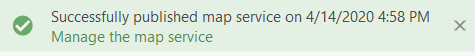 Successfully published map service on 4/14/2020 4:58 PM
Manage the map service